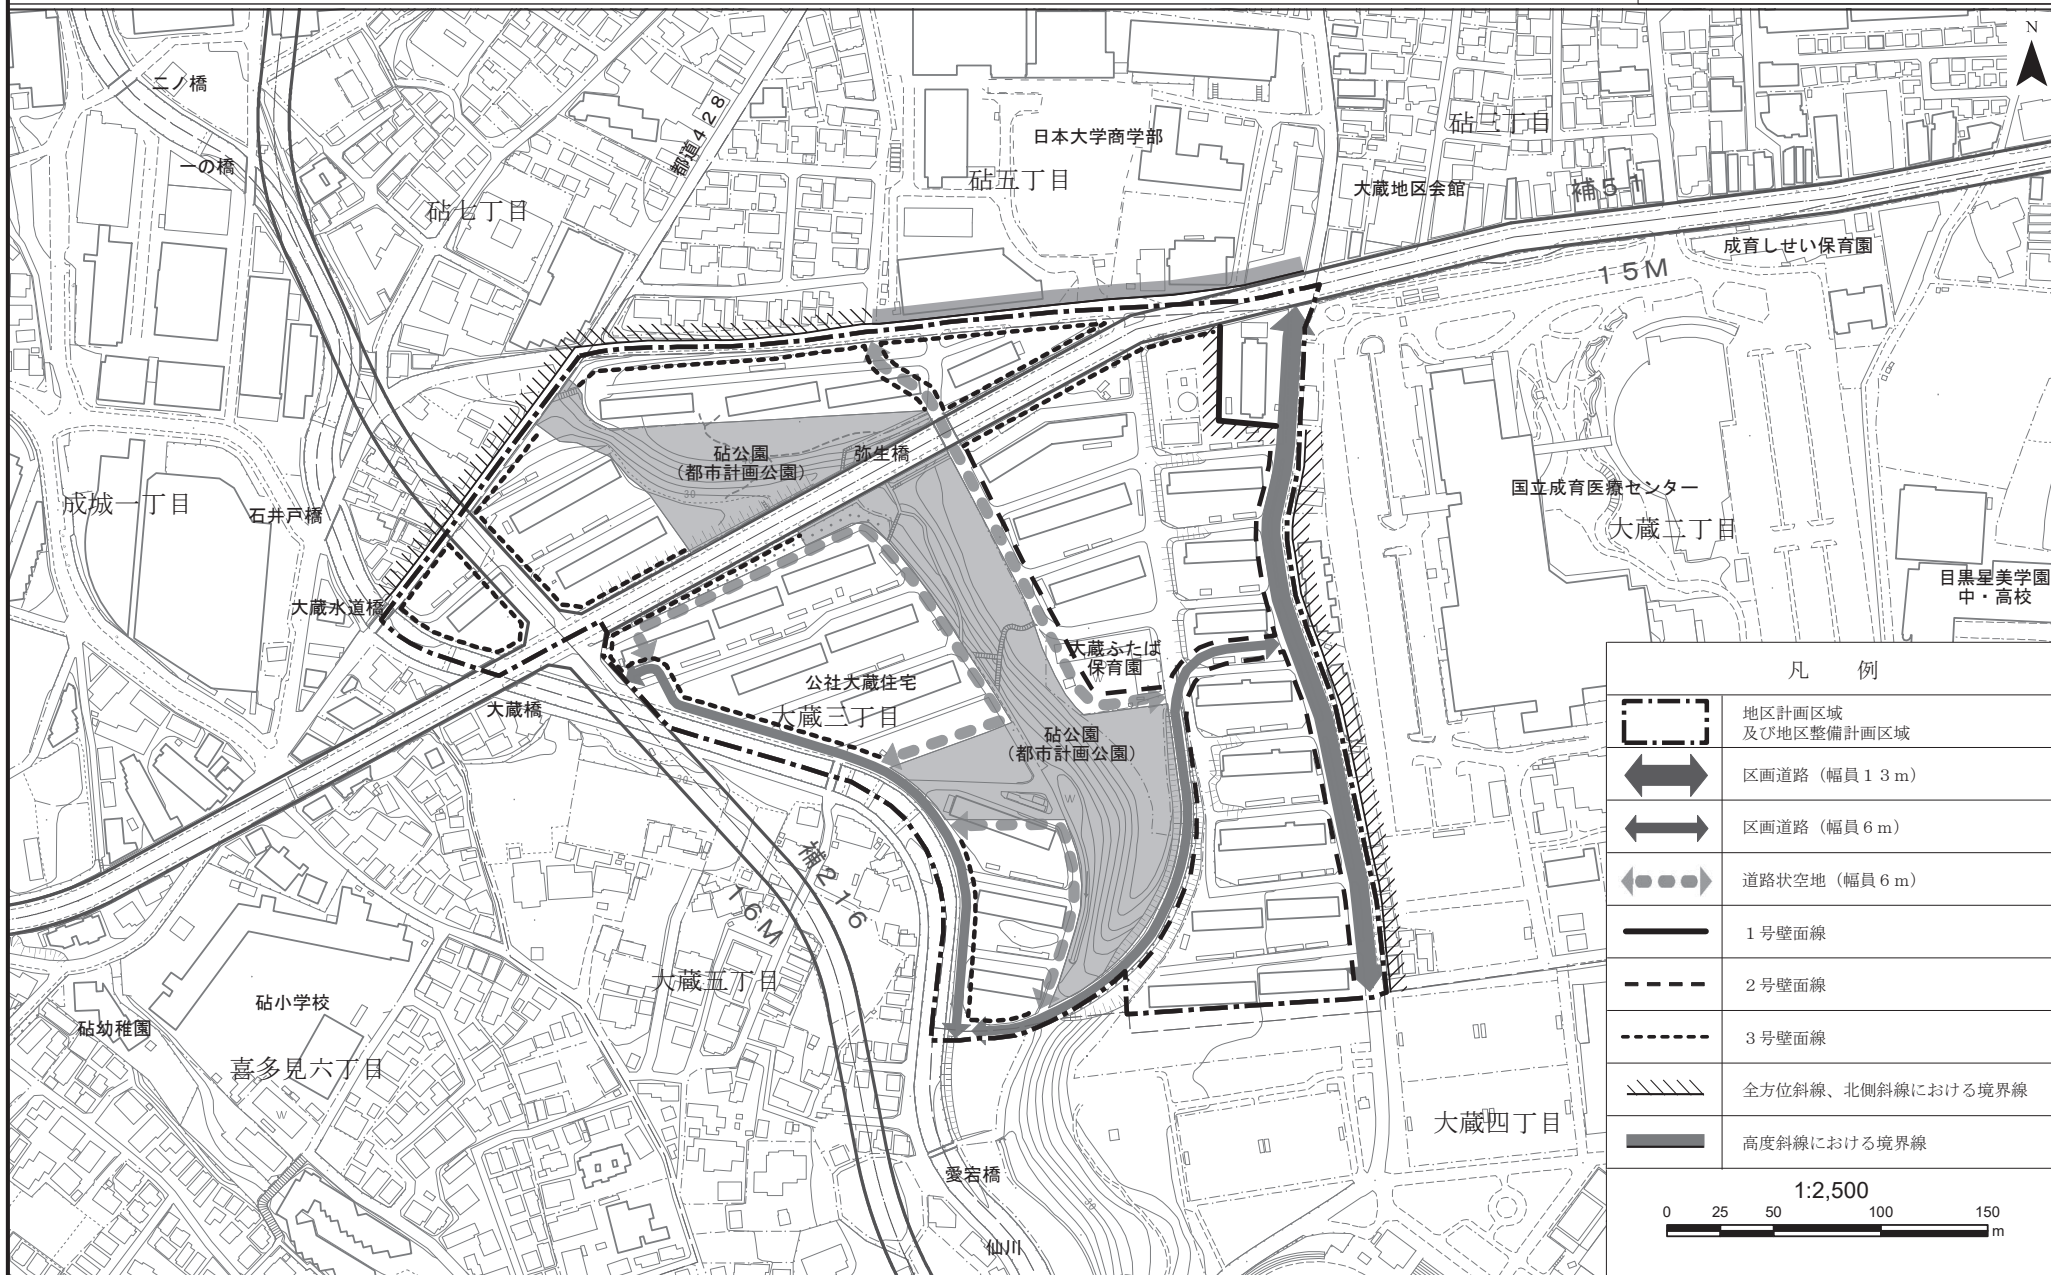 N
二ノ橋
一の橋
都道428
日本大学商学部
砧三丁目
砧五丁目
大蔵地区会館
補51
砧七丁目
成育しせい保育園
15M
砧公園
（都市計画公園）
弥生橋
30
成城一丁目
石井戸橋
国立成育医療センター
大蔵二丁目
目黒星美学園
中・高校
大蔵水道橋
大蔵ふたば
保育園
W
公社大蔵住宅
大蔵三丁目
大蔵橋
砧公園
（都市計画公園）
30
W
補216
16M
大蔵五丁目
砧小学校
砧幼稚園
喜多見六丁目
W
大蔵四丁目
愛宕橋
30
仙川
凡例
地区計画区域
及び地区整備計画区域
区画道路（幅員13m）
区画道路（幅員6m）
道路状空地（幅員6m）
1号壁面線
2号壁面線
3号壁面線
全方位斜線、北側斜線における境界線
高度斜線における境界線
1:2,500
0 25 50 100 150
m